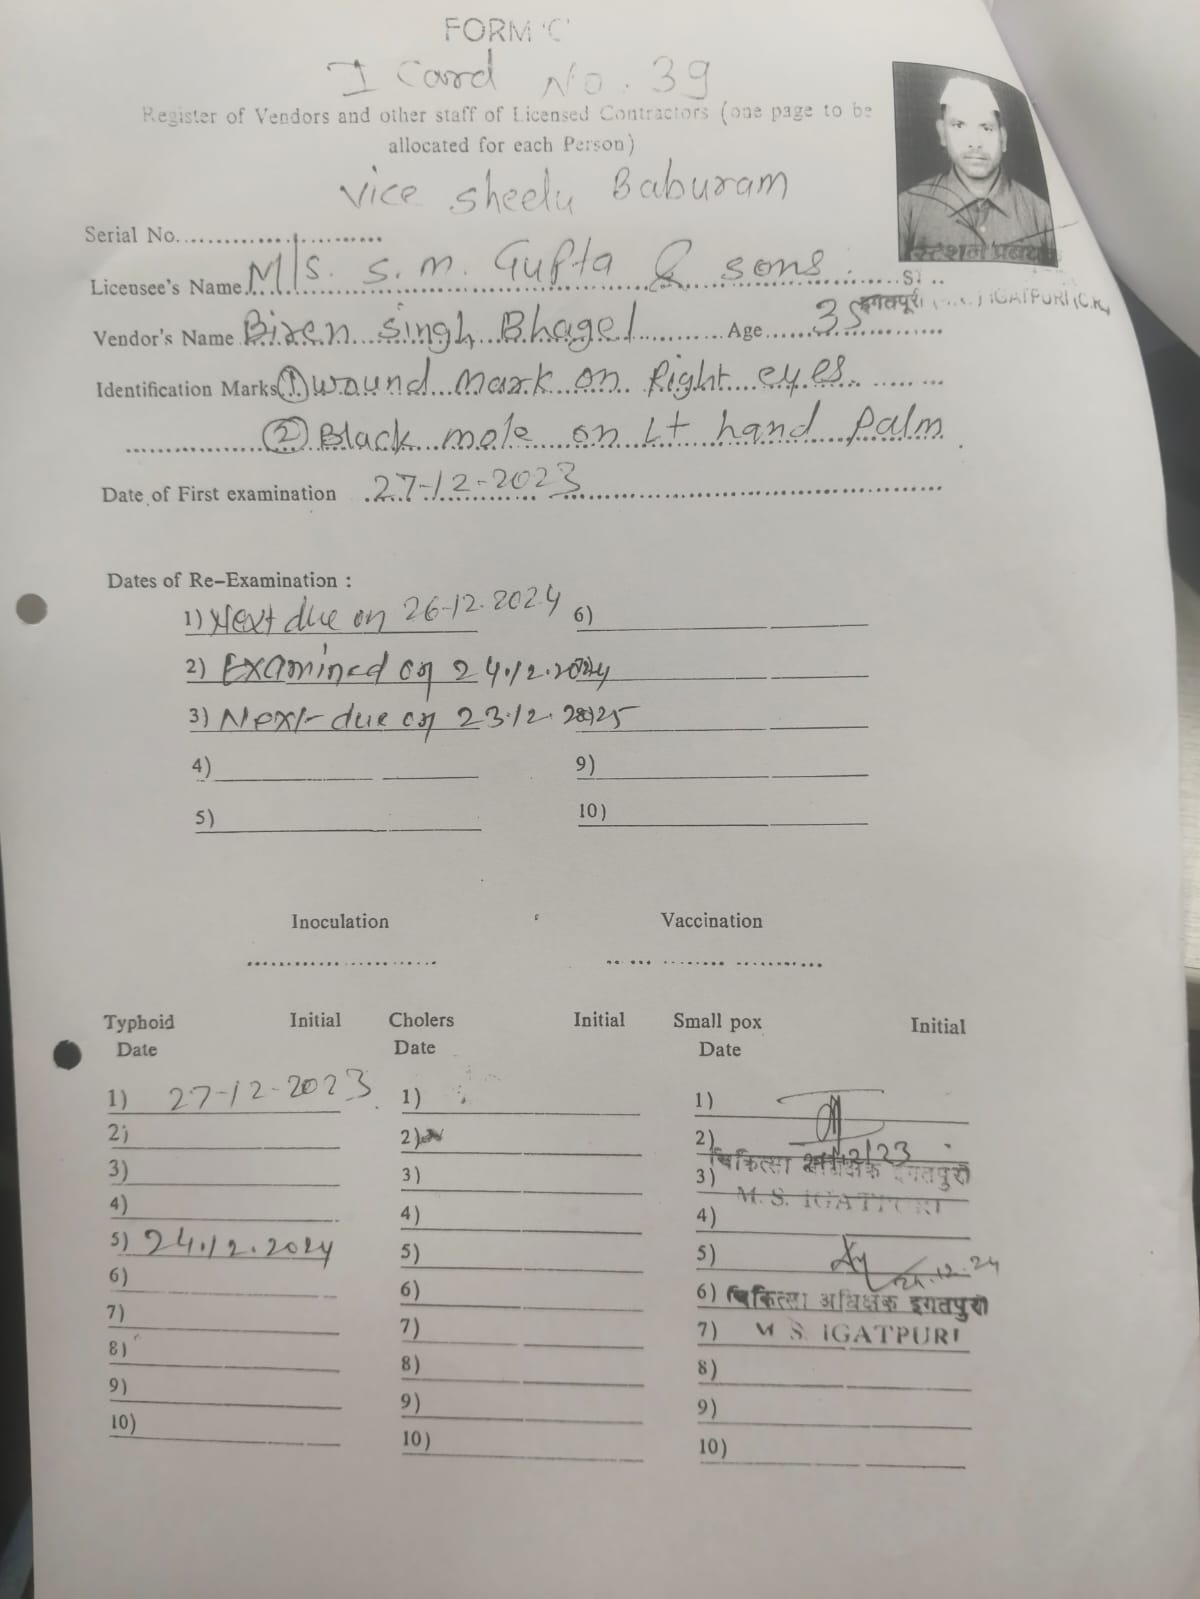 FORM 'C'
I Card No. 39
Register of Vendors and other staff of Licensed Contractors (one page to be
allocated for each Person)
vice Sheelu Baburam
Serial No.
स्टेशन प्रबंधक
Licensee's Name M/s. S. M. Gupta & sons
इगतपूरी IGATPURI (C.R.)
Vendor's Name Biren singh Bhagel Age 35
Identification Marks ① wound mark on Right eyes.
② Black mole on Lt hand Palm
Date of First examination 27-12-2023
Dates of Re-Examination :
1) Next due on 26-12-2024 6)
2) Examined on 24.12.2024
3) Next due on 23.12.2025
4) 9)
5) 10)
Inoculation Vaccination
Typhoid Initial Cholers Initial Small pox Initial
Date Date Date
1) 27-12-2023 1) 1)
2) 2) 2)
चिकित्सा अधिक्षक इगतपुरी
3) 3) 3)
M. S. IGATPURI
4) 4) 4)
5) 24.12.2024 5) 5)
24.12.24
6) 6) 6) चिकित्सा अधिक्षक इगतपुरी
7) 7) 7) M S. IGATPURI
8) 8) 8)
9) 9) 9)
10) 10) 10)